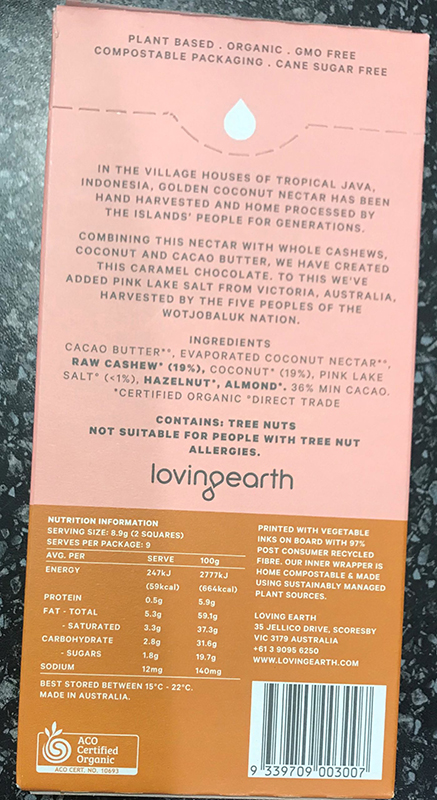 PLANT BASED . ORGANIC . GMO FREE
COMPOSTABLE PACKAGING . CANE SUGAR FREE
IN THE VILLAGE HOUSES OF TROPICAL JAVA,
INDONESIA, GOLDEN COCONUT NECTAR HAS BEEN
HAND HARVESTED AND HOME PROCESSED BY
THE ISLANDS' PEOPLE FOR GENERATIONS.
COMBINING THIS NECTAR WITH WHOLE CASHEWS,
COCONUT AND CACAO BUTTER, WE HAVE CREATED
THIS CARAMEL CHOCOLATE. TO THIS WE'VE
ADDED PINK LAKE SALT FROM VICTORIA, AUSTRALIA,
HARVESTED BY THE FIVE PEOPLES OF THE
WOTJOBALUK NATION.
INGREDIENTS
CACAO BUTTER*°, EVAPORATED COCONUT NECTAR*°,
RAW CASHEW* (19%), COCONUT* (19%), PINK LAKE
SALT° (<1%), HAZELNUT*, ALMOND*. 36% MIN CACAO.
*CERTIFIED ORGANIC °DIRECT TRADE
CONTAINS: TREE NUTS
NOT SUITABLE FOR PEOPLE WITH TREE NUT
ALLERGIES.
lovingearth
NUTRITION INFORMATION
SERVING SIZE: 8.9g (2 SQUARES)
SERVES PER PACKAGE: 9
AVG. PER SERVE 100g
ENERGY 247kJ 2777kJ
(59kcal) (664kcal)
PROTEIN 0.5g 5.9g
FAT - TOTAL 5.3g 59.1g
- SATURATED 3.3g 37.3g
CARBOHYDRATE 2.8g 31.6g
- SUGARS 1.8g 19.7g
SODIUM 12mg 140mg
BEST STORED BETWEEN 15°C - 22°C.
MADE IN AUSTRALIA.
PRINTED WITH VEGETABLE
INKS ON BOARD WITH 97%
POST CONSUMER RECYCLED
FIBRE. OUR INNER WRAPPER IS
HOME COMPOSTABLE & MADE
USING SUSTAINABLY MANAGED
PLANT SOURCES.
LOVING EARTH
35 JELLICO DRIVE, SCORESBY
VIC 3179 AUSTRALIA
+61 3 9095 6250
WWW.LOVINGEARTH.COM
ACO
Certified
Organic
ACO CERT. NO. 10693
9 339709 003007